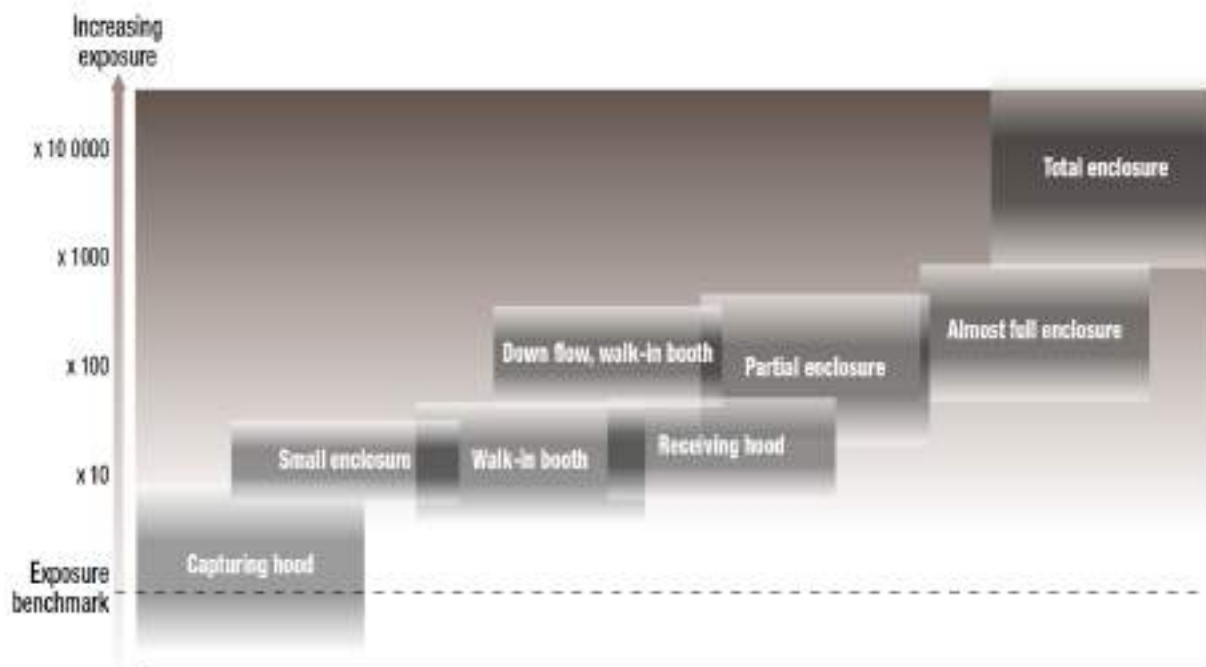 Increasing
exposure
x 10 0000
Total enclosure
x 1000
Almost full enclosure
Down flow, walk-in booth
x 100
Partial enclosure
Receiving hood
Small enclosure
Walk-in booth
x 10
Capturing hood
Exposure
benchmark